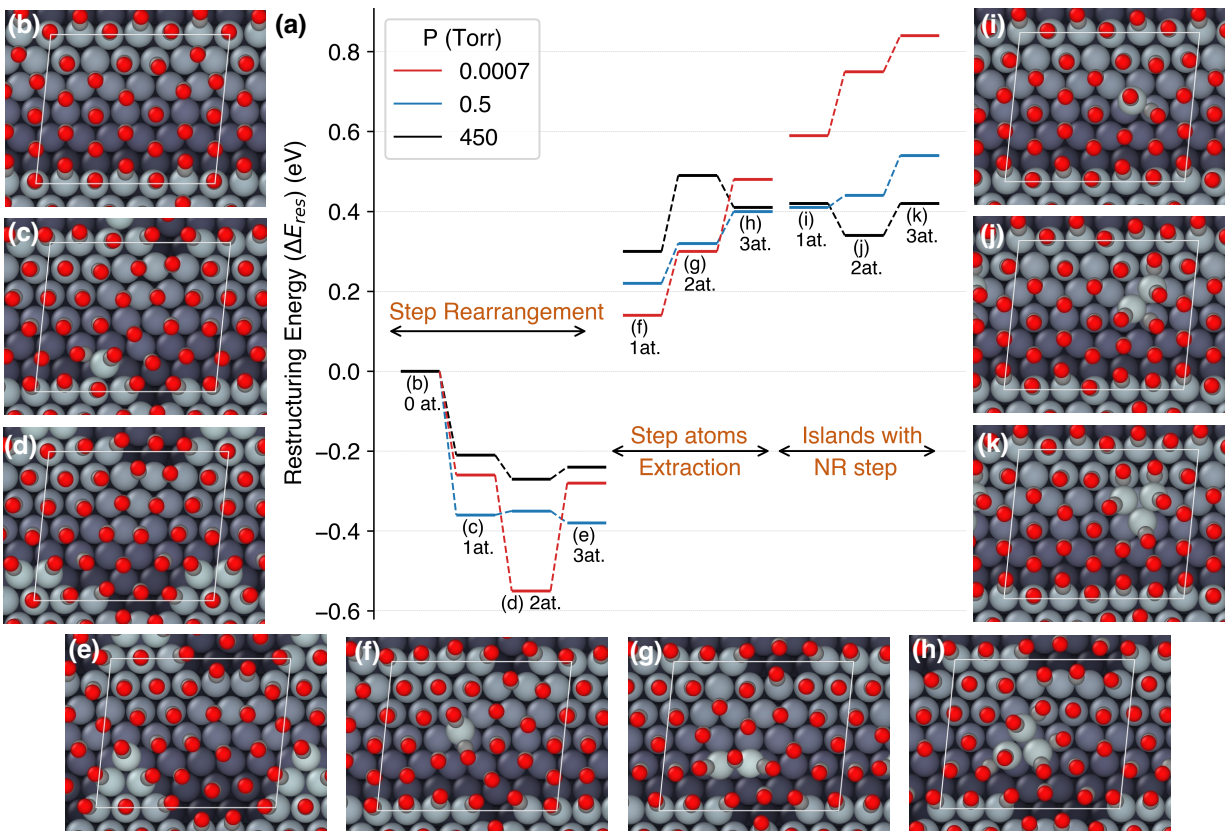 (b)
(a)
(i)
P (Torr)
0.0007
0.5
450
Restructuring Energy (ΔE_res) (eV)
0.8
0.6
0.4
0.2
0.0
−0.2
−0.4
−0.6
(c)
(d)
Step Rearrangement
(b)
0 at.
(c)
1at.
(d) 2at.
(e)
3at.
(f)
1at.
(g)
2at.
(h)
3at.
(i)
1at.
(j)
2at.
(k)
3at.
Step atoms
Extraction
Islands with
NR step
(j)
(k)
(e)
(f)
(g)
(h)